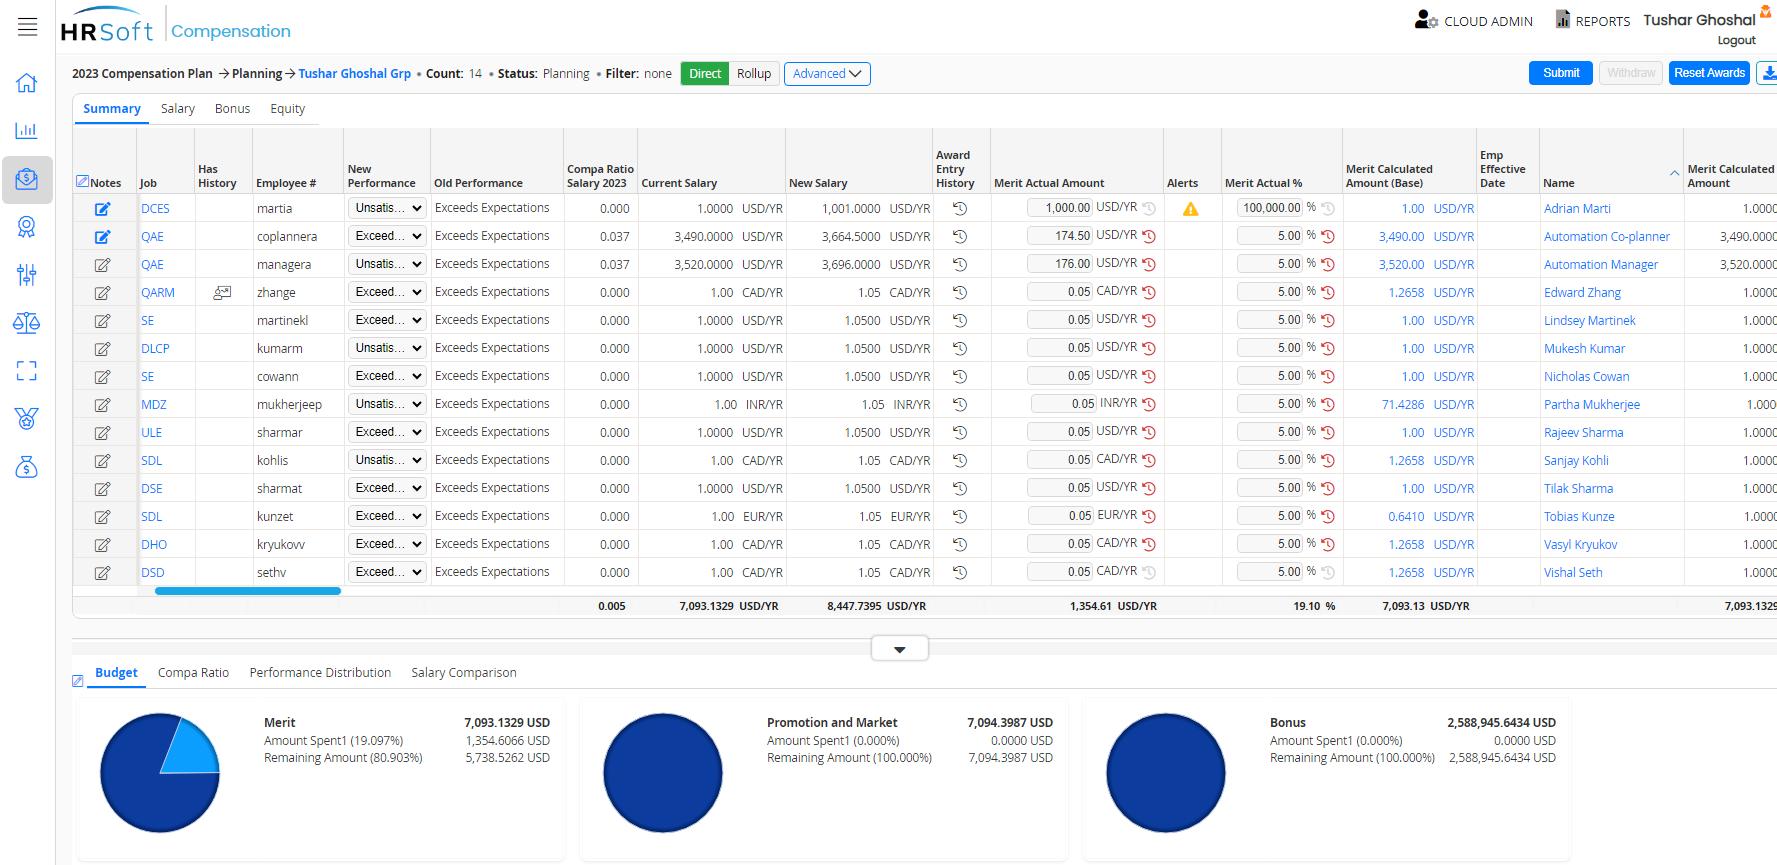 HRSoft Compensation
CLOUD ADMIN REPORTS Tushar Ghoshal
Logout
2023 Compensation Plan → Planning → Tushar Ghoshal Grp • Count: 14 • Status: Planning • Filter: none Direct Rollup Advanced Submit Withdraw Reset Awards
Summary Salary Bonus Equity
Notes Job Has History Employee # New Performance Old Performance Compa Ratio Salary 2023 Current Salary New Salary Award Entry History Merit Actual Amount Alerts Merit Actual % Merit Calculated Amount (Base) Emp Effective Date Name Merit Calculated Amount
DCES martia Unsatis... Exceeds Expectations 0.000 1.0000 USD/YR 1,001.0000 USD/YR 1,000.00 USD/YR 100,000.00 % 1.00 USD/YR Adrian Marti 1.0000
QAE coplannera Exceed... Exceeds Expectations 0.037 3,490.0000 USD/YR 3,664.5000 USD/YR 174.50 USD/YR 5.00 % 3,490.00 USD/YR Automation Co-planner 3,490.0000
QAE managera Unsatis... Exceeds Expectations 0.037 3,520.0000 USD/YR 3,696.0000 USD/YR 176.00 USD/YR 5.00 % 3,520.00 USD/YR Automation Manager 3,520.0000
QARM zhange Exceed... Exceeds Expectations 0.000 1.00 CAD/YR 1.05 CAD/YR 0.05 CAD/YR 5.00 % 1.2658 USD/YR Edward Zhang 1.0000
SE martinekl Exceed... Exceeds Expectations 0.000 1.0000 USD/YR 1.0500 USD/YR 0.05 USD/YR 5.00 % 1.00 USD/YR Lindsey Martinek 1.0000
DLCP kumarm Unsatis... Exceeds Expectations 0.000 1.0000 USD/YR 1.0500 USD/YR 0.05 USD/YR 5.00 % 1.00 USD/YR Mukesh Kumar 1.0000
SE cowann Exceed... Exceeds Expectations 0.000 1.0000 USD/YR 1.0500 USD/YR 0.05 USD/YR 5.00 % 1.00 USD/YR Nicholas Cowan 1.0000
MDZ mukherjeep Unsatis... Exceeds Expectations 0.000 1.00 INR/YR 1.05 INR/YR 0.05 INR/YR 5.00 % 71.4286 USD/YR Partha Mukherjee 1.000
ULE sharmar Exceed... Exceeds Expectations 0.000 1.0000 USD/YR 1.0500 USD/YR 0.05 USD/YR 5.00 % 1.00 USD/YR Rajeev Sharma 1.0000
SDL kohlis Unsatis... Exceeds Expectations 0.000 1.00 CAD/YR 1.05 CAD/YR 0.05 CAD/YR 5.00 % 1.2658 USD/YR Sanjay Kohli 1.0000
DSE sharmat Exceed... Exceeds Expectations 0.000 1.0000 USD/YR 1.0500 USD/YR 0.05 USD/YR 5.00 % 1.00 USD/YR Tilak Sharma 1.0000
SDL kunzet Exceed... Exceeds Expectations 0.000 1.00 EUR/YR 1.05 EUR/YR 0.05 EUR/YR 5.00 % 0.6410 USD/YR Tobias Kunze 1.0000
DHO kryukovv Exceed... Exceeds Expectations 0.000 1.00 CAD/YR 1.05 CAD/YR 0.05 CAD/YR 5.00 % 1.2658 USD/YR Vasyl Kryukov 1.0000
DSD sethv Exceed... Exceeds Expectations 0.000 1.00 CAD/YR 1.05 CAD/YR 0.05 CAD/YR 5.00 % 1.2658 USD/YR Vishal Seth 1.0000
0.005 7,093.1329 USD/YR 8,447.7395 USD/YR 1,354.61 USD/YR 19.10 % 7,093.13 USD/YR 7,093.1329
Budget Compa Ratio Performance Distribution Salary Comparison
Merit 7,093.1329 USD
Amount Spent1 (19.097%) 1,354.6066 USD
Remaining Amount (80.903%) 5,738.5262 USD
Promotion and Market 7,094.3987 USD
Amount Spent1 (0.000%) 0.0000 USD
Remaining Amount (100.000%) 7,094.3987 USD
Bonus 2,588,945.6434 USD
Amount Spent1 (0.000%) 0.0000 USD
Remaining Amount (100.000%) 2,588,945.6434 USD